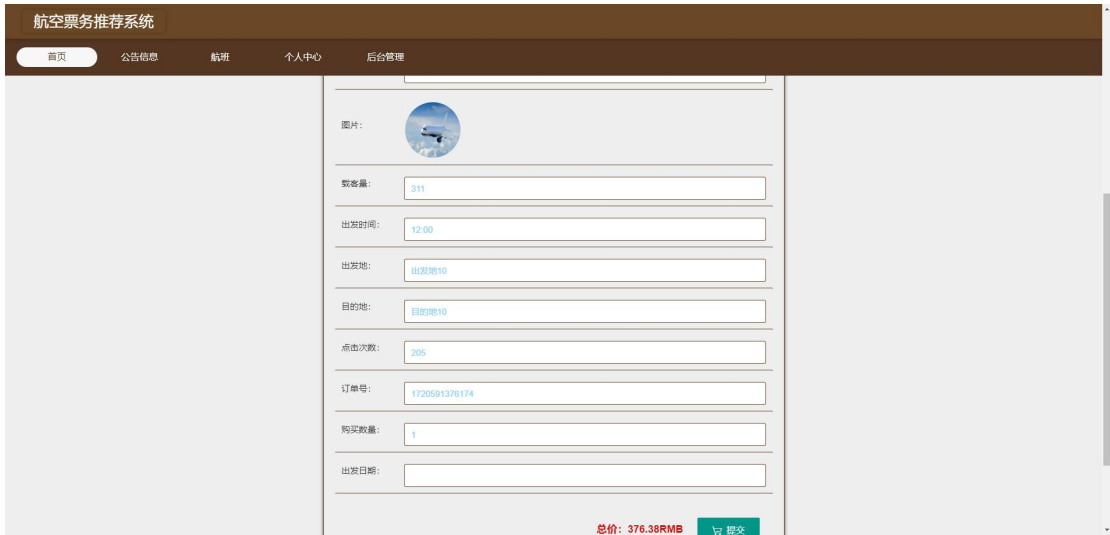 航空票务推荐系统
首页 公告信息 航班 个人中心 后台管理
图片:
载客量: 311
出发时间: 12:00
出发地: 出发地10
目的地: 目的地10
点击次数: 205
订单号: 1720591376174
购买数量: 1
出发日期:
总价: 376.38RMB 提交